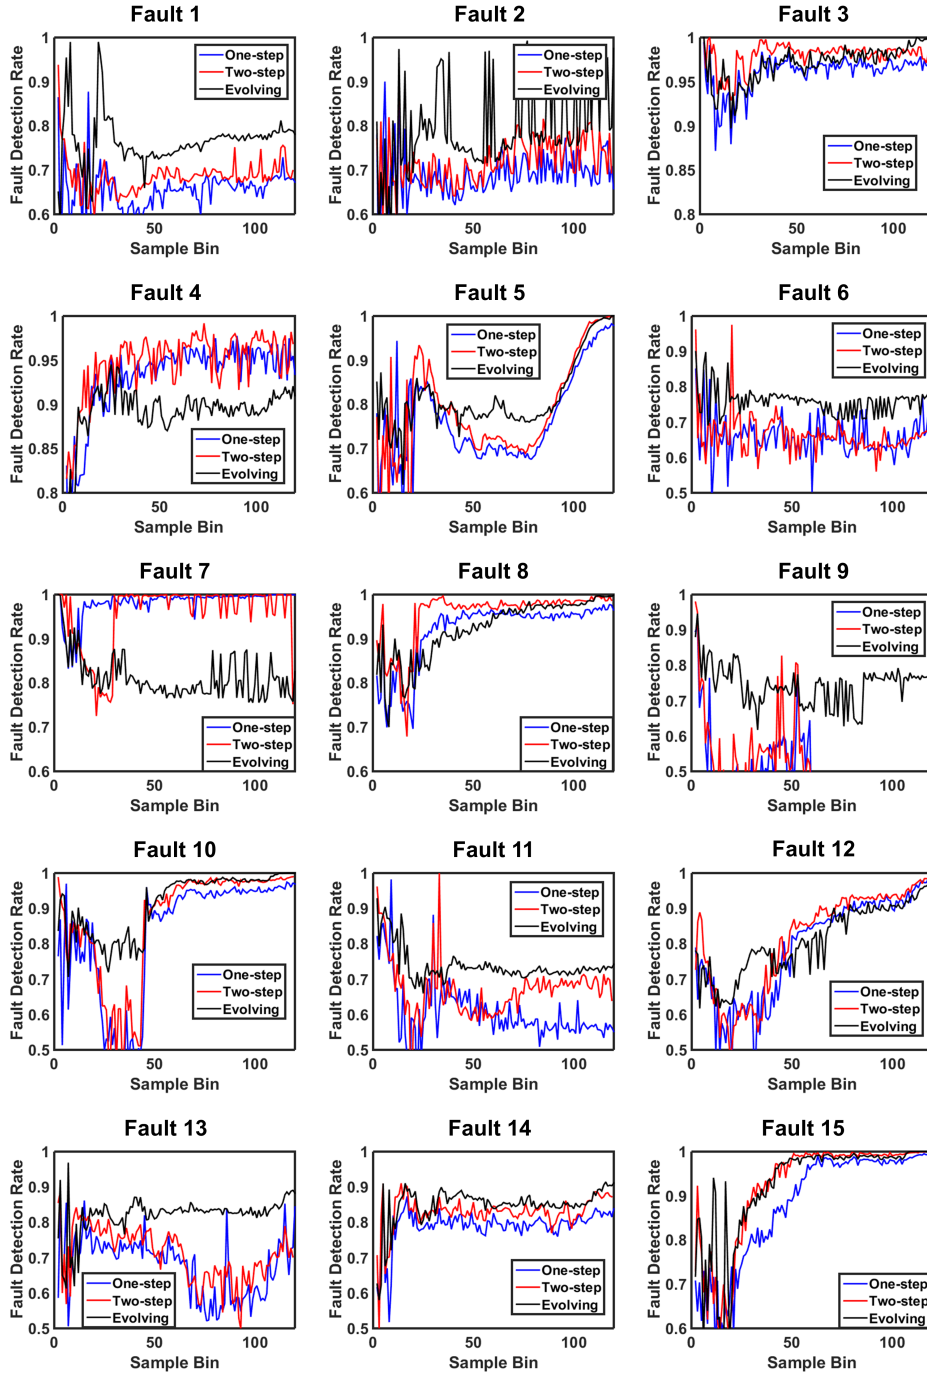 Fault 1
Fault Detection Rate
1
0.9
0.8
0.7
0.6
0
50
100
Sample Bin
One-step
Two-step
Evolving
Fault 2
Fault Detection Rate
1
0.9
0.8
0.7
0.6
0
50
100
Sample Bin
One-step
Two-step
Evolving
Fault 3
Fault Detection Rate
1
0.95
0.9
0.85
0.8
0
50
100
Sample Bin
One-step
Two-step
Evolving
Fault 4
Fault Detection Rate
1
0.95
0.9
0.85
0.8
0
50
100
Sample Bin
One-step
Two-step
Evolving
Fault 5
Fault Detection Rate
1
0.9
0.8
0.7
0.6
0
50
100
Sample Bin
One-step
Two-step
Evolving
Fault 6
Fault Detection Rate
1
0.9
0.8
0.7
0.6
0.5
0
50
100
Sample Bin
One-step
Two-step
Evolving
Fault 7
Fault Detection Rate
1
0.9
0.8
0.7
0.6
0
50
100
Sample Bin
One-step
Two-step
Evolving
Fault 8
Fault Detection Rate
1
0.9
0.8
0.7
0.6
0
50
100
Sample Bin
One-step
Two-step
Evolving
Fault 9
Fault Detection Rate
1
0.9
0.8
0.7
0.6
0.5
0
50
100
Sample Bin
One-step
Two-step
Evolving
Fault 10
Fault Detection Rate
1
0.9
0.8
0.7
0.6
0.5
0
50
100
Sample Bin
One-step
Two-step
Evolving
Fault 11
Fault Detection Rate
1
0.9
0.8
0.7
0.6
0.5
0
50
100
Sample Bin
One-step
Two-step
Evolving
Fault 12
Fault Detection Rate
1
0.9
0.8
0.7
0.6
0.5
0
50
100
Sample Bin
One-step
Two-step
Evolving
Fault 13
Fault Detection Rate
1
0.9
0.8
0.7
0.6
0.5
0
50
100
Sample Bin
One-step
Two-step
Evolving
Fault 14
Fault Detection Rate
1
0.9
0.8
0.7
0.6
0.5
0
50
100
Sample Bin
One-step
Two-step
Evolving
Fault 15
Fault Detection Rate
1
0.9
0.8
0.7
0.6
0
50
100
Sample Bin
One-step
Two-step
Evolving